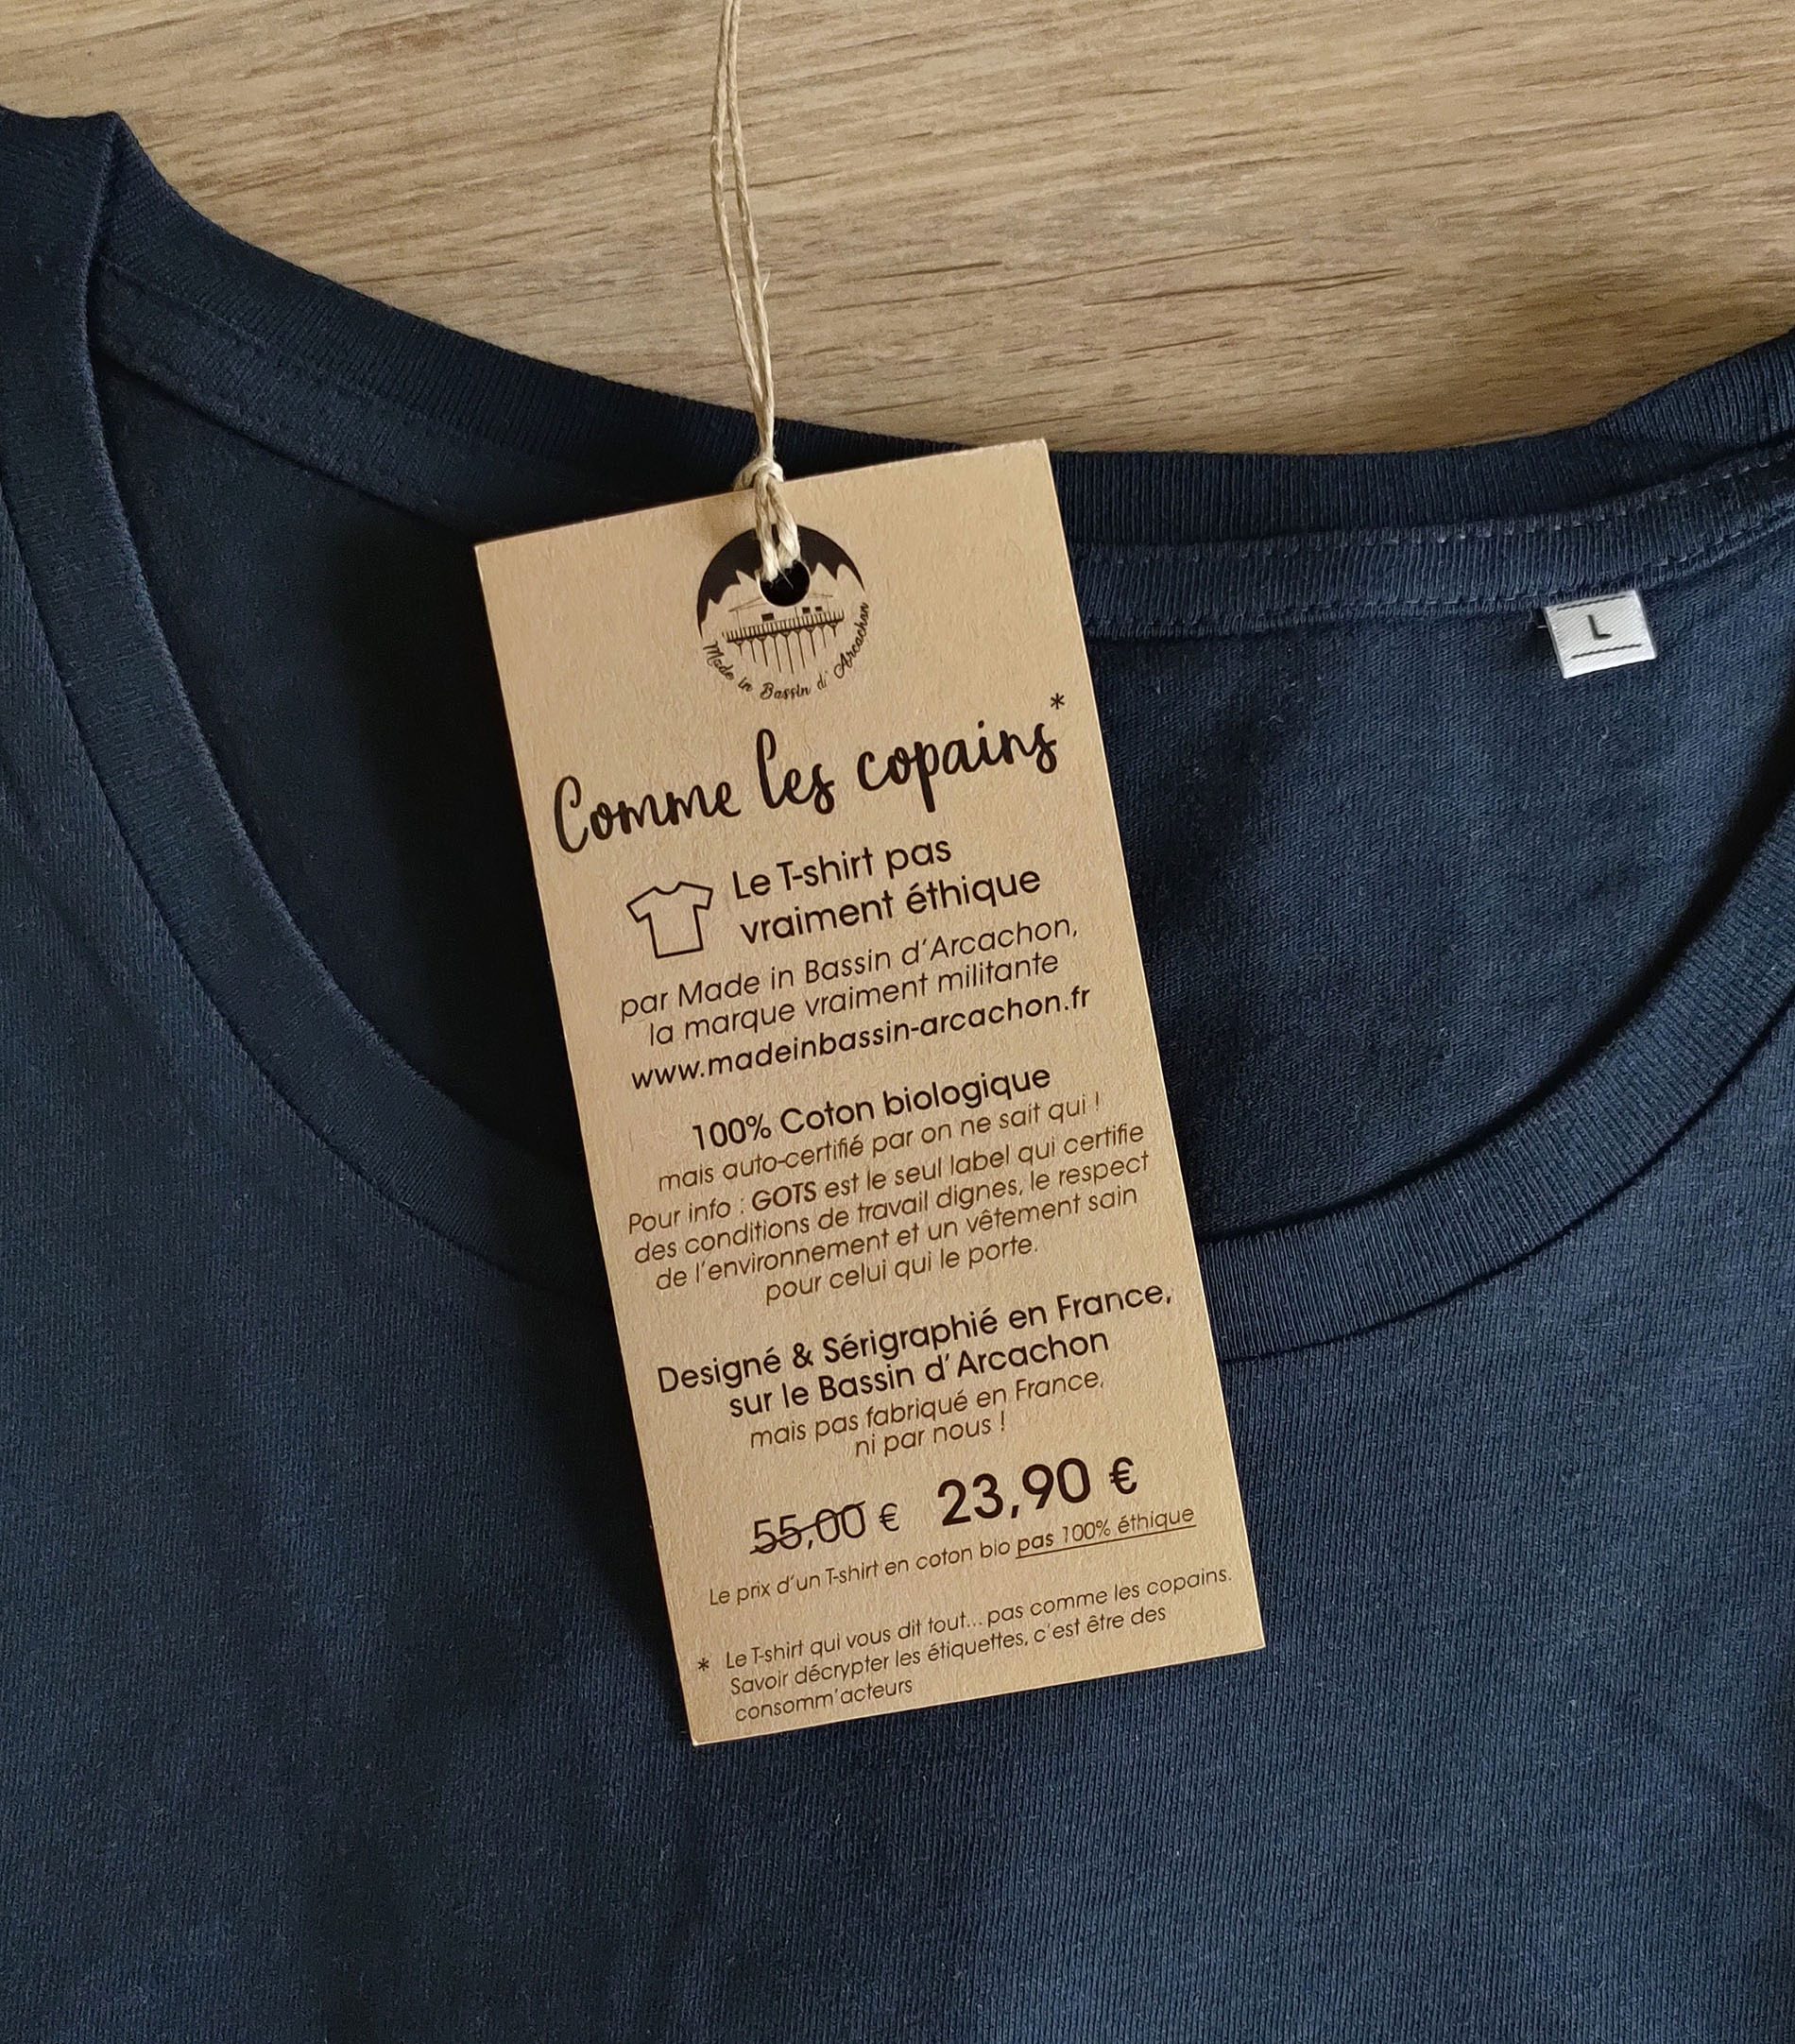 Made in Bassin d'Arcachon
Comme les copains*
Le T-shirt pas
vraiment éthique
par Made in Bassin d'Arcachon,
la marque vraiment militante
www.madeinbassin-arcachon.fr
100% Coton biologique
mais auto-certifié par on ne sait qui !
Pour info : GOTS est le seul label qui certifie
des conditions de travail dignes, le respect
de l'environnement et un vêtement sain
pour celui qui le porte.
Designé & Sérigraphié en France,
sur le Bassin d'Arcachon
mais pas fabriqué en France,
ni par nous !
55,00 € 23,90 €
Le prix d'un T-shirt en coton bio pas 100% éthique
* Le T-shirt qui vous dit tout... pas comme les copains.
Savoir décrypter les étiquettes, c'est être des
consomm'acteurs
L